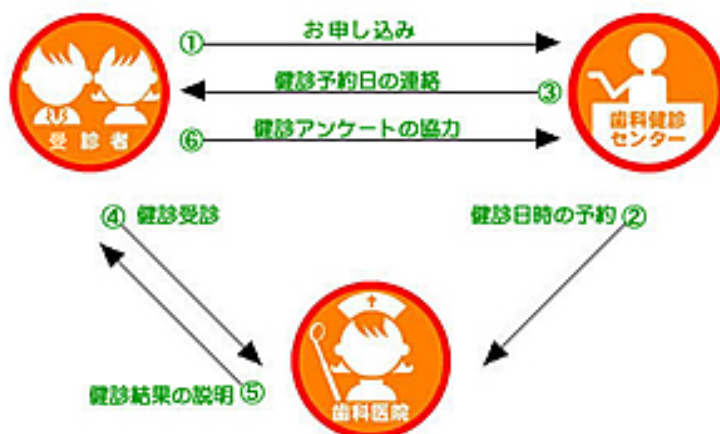 ① お申し込み
健診予約日の連絡 ③
⑥ 健診アンケートの協力
受診者
歯科健診
センター
④ 健診受診
健診日時の予約 ②
健診結果の説明 ⑤
歯科医院